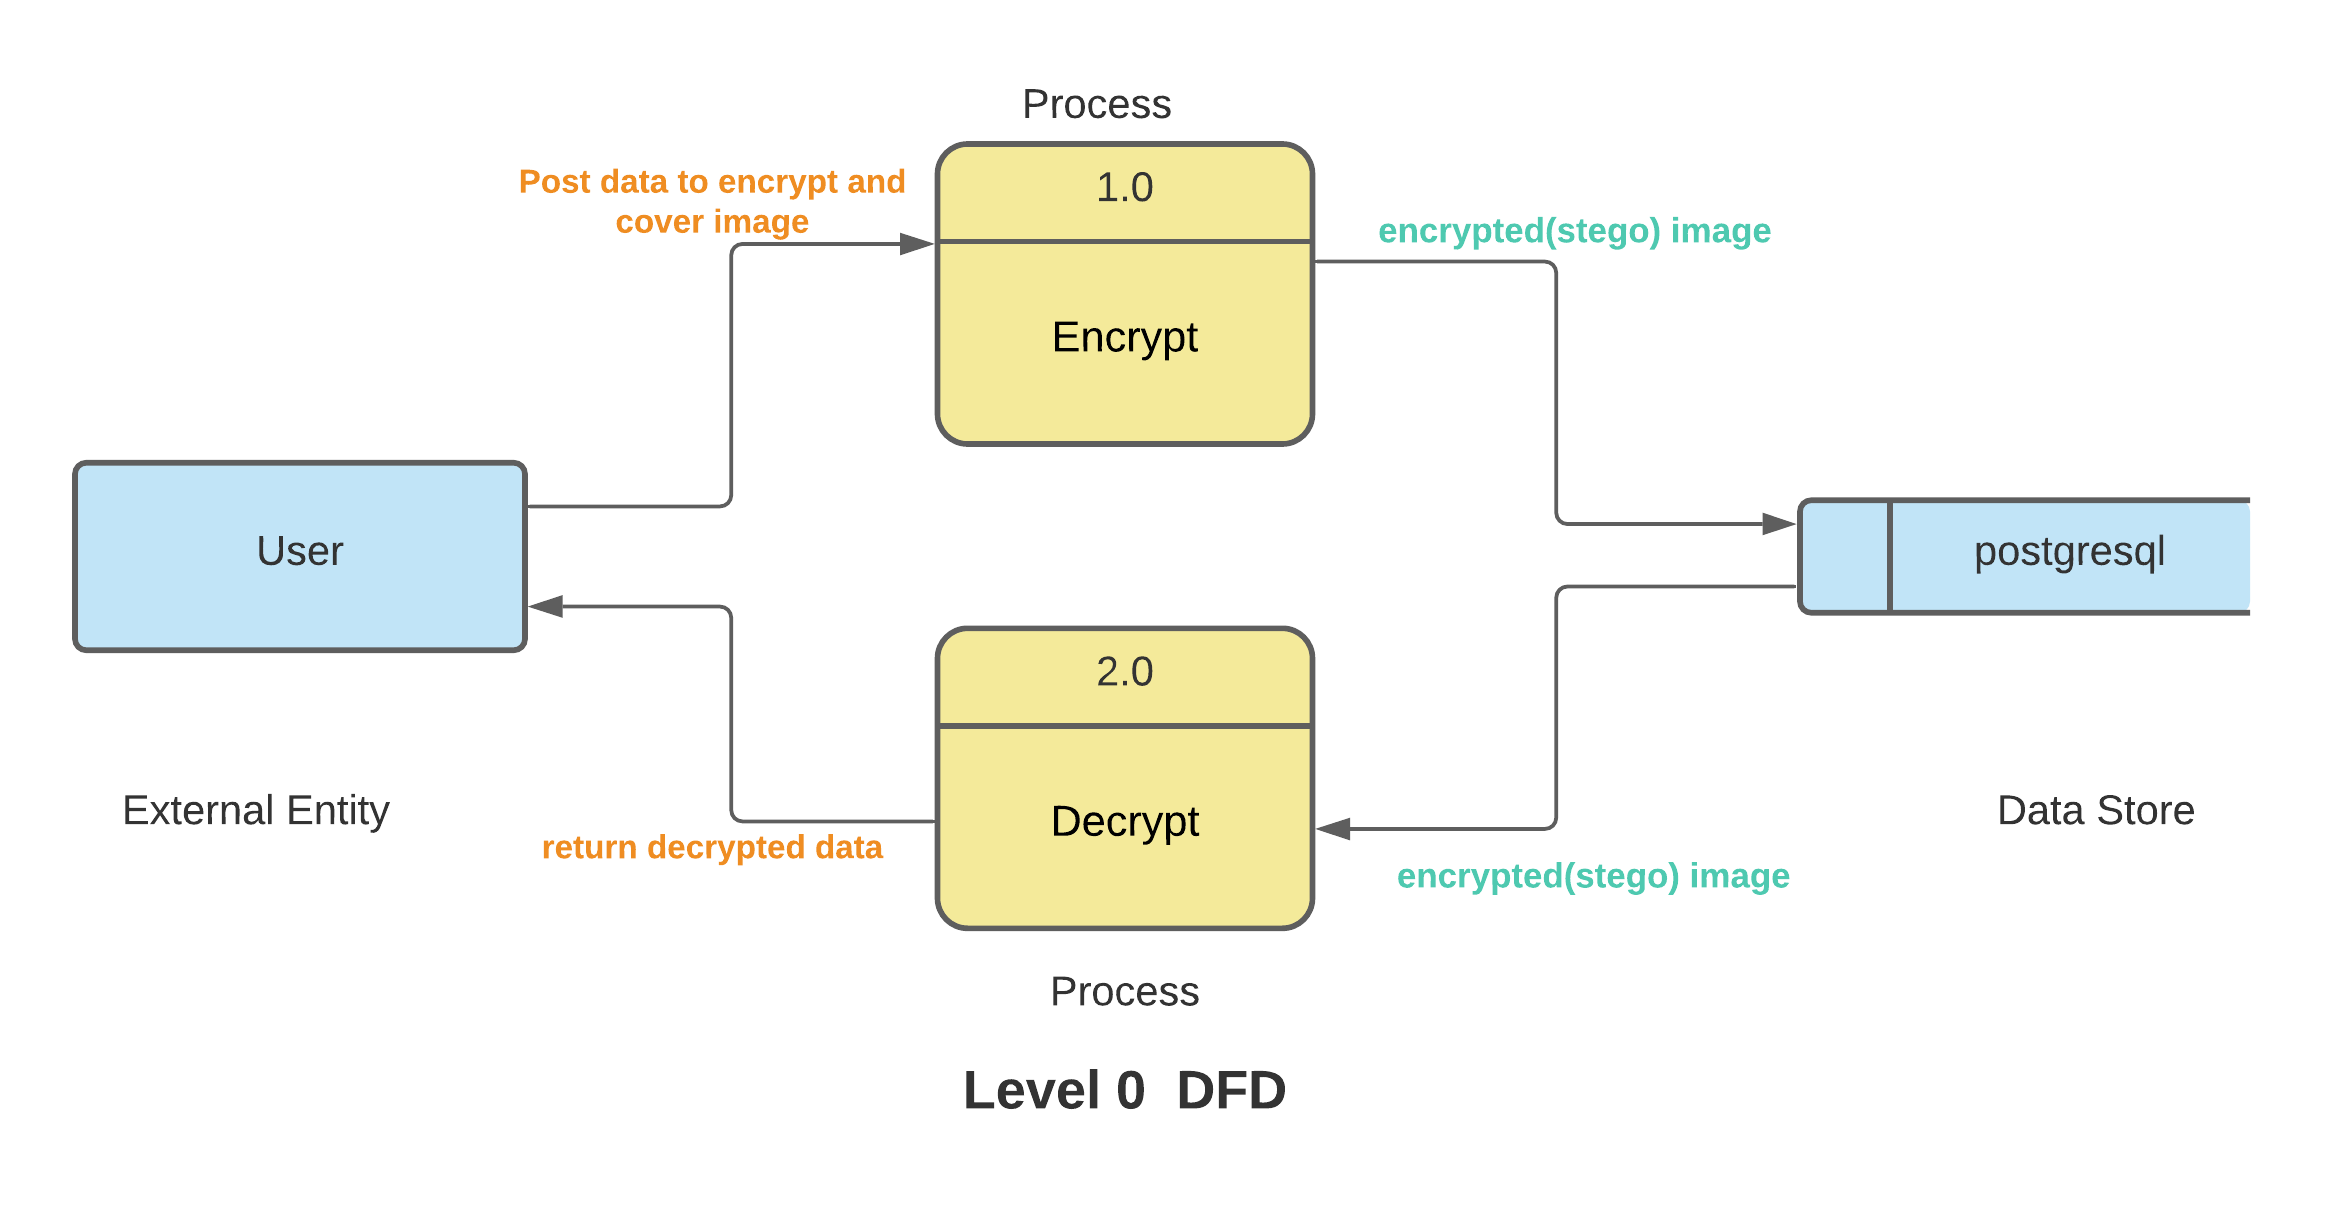 Process
Post data to encrypt and
cover image
1.0
encrypted(stego) image
Encrypt
User
postgresql
2.0
Decrypt
External Entity
Data Store
return decrypted data
encrypted(stego) image
Process
Level 0  DFD